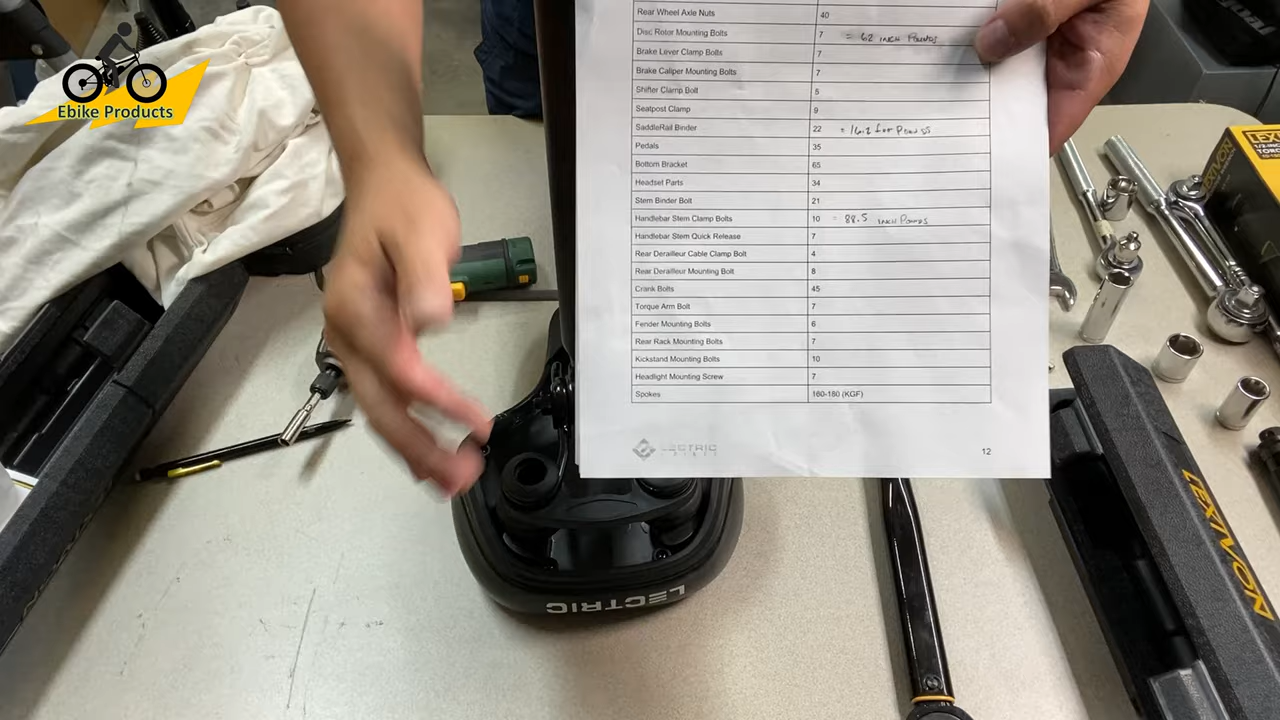 Ebike Products
Rear Wheel Axle Nuts 40
Disc Rotor Mounting Bolts 7 = 62 inch Pounds
Brake Lever Clamp Bolts 7
Brake Caliper Mounting Bolts 7
Shifter Clamp Bolt 5
Seatpost Clamp 9
SaddleRail Binder 22 = 16.2 foot Pounds
Pedals 35
Bottom Bracket 65
Headset Parts 34
Stem Binder Bolt 21
Handlebar Stem Clamp Bolts 10 = 88.5 inch Pounds
Handlebar Stem Quick Release 7
Rear Derailleur Cable Clamp Bolt 4
Rear Derailleur Mounting Bolt 8
Crank Bolts 45
Torque Arm Bolt 7
Fender Mounting Bolts 6
Rear Rack Mounting Bolts 7
Kickstand Mounting Bolts 10
Headlight Mounting Screw 7
Spokes 160-180 (KGF)
LECTRIC
12
LECTRIC
LEXIVON